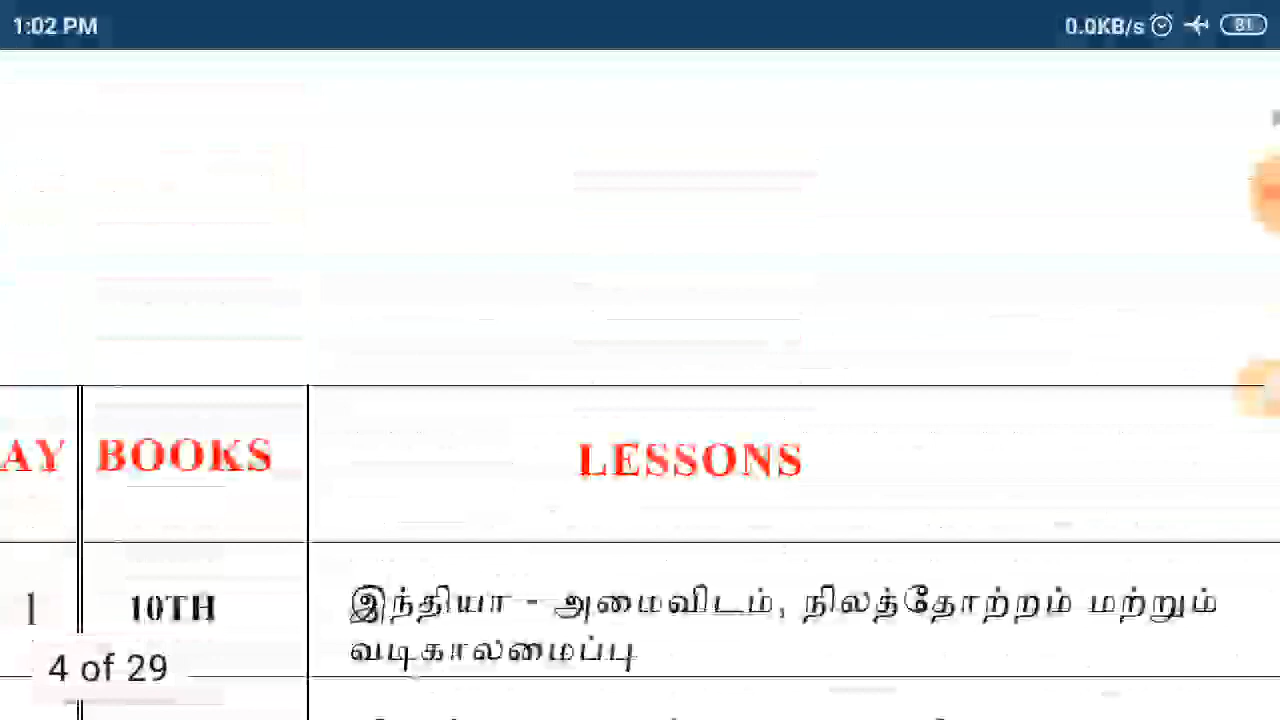 1:02 PM 0.0KB/s 81
AY BOOKS LESSONS
1 10TH இந்தியா - அமைவிடம், நிலத்தோற்றம் மற்றும்
வடிகாலமைப்பு
4 of 29